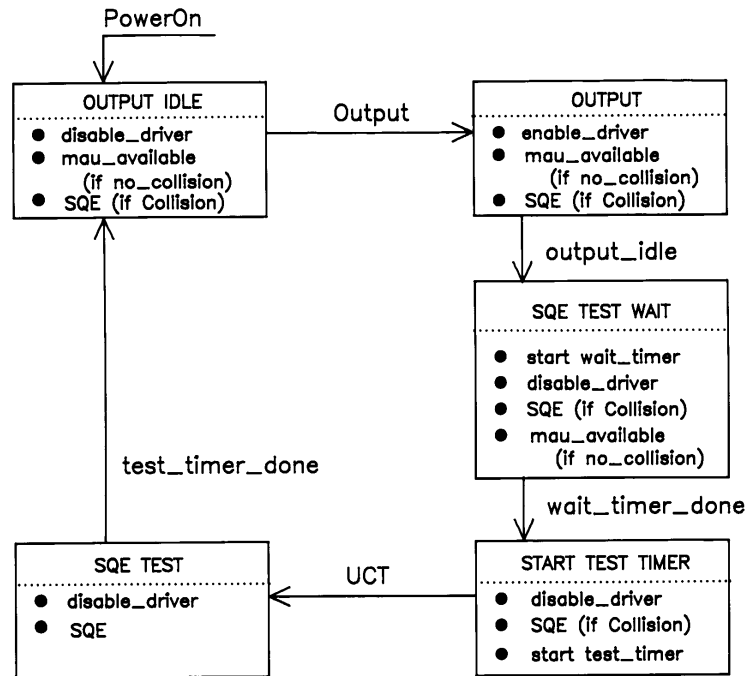 PowerOn
OUTPUT IDLE
● disable_driver
● mau_available
(if no_collision)
● SQE (if Collision)
Output
OUTPUT
● enable_driver
● mau_available
(if no_collision)
● SQE (if Collision)
output_idle
SQE TEST WAIT
● start wait_timer
● disable_driver
● SQE (if Collision)
● mau_available
(if no_collision)
wait_timer_done
START TEST TIMER
● disable_driver
● SQE (if Collision)
● start test_timer
UCT
SQE TEST
● disable_driver
● SQE
test_timer_done